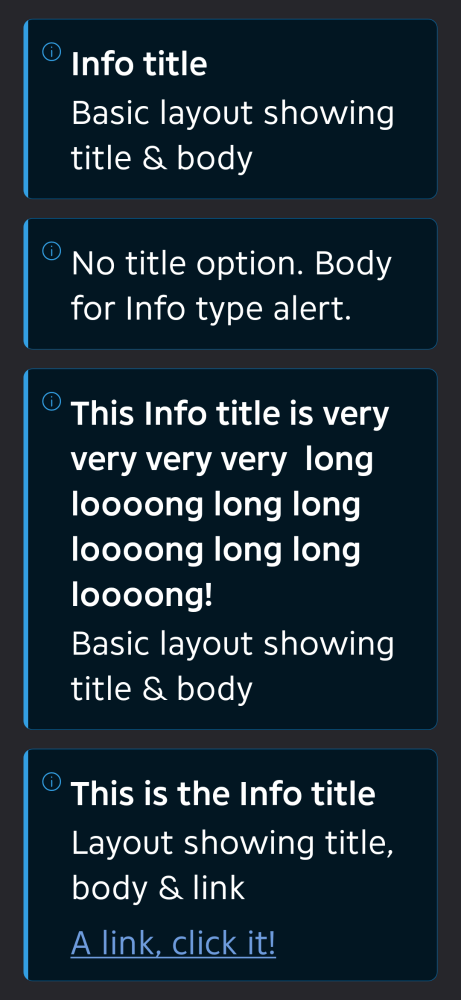 Info title
Basic layout showing
title & body
No title option. Body
for Info type alert.
This Info title is very
very very very  long
loooong long long
loooong long long
loooong!
Basic layout showing
title & body
This is the Info title
Layout showing title,
body & link
A link, click it!